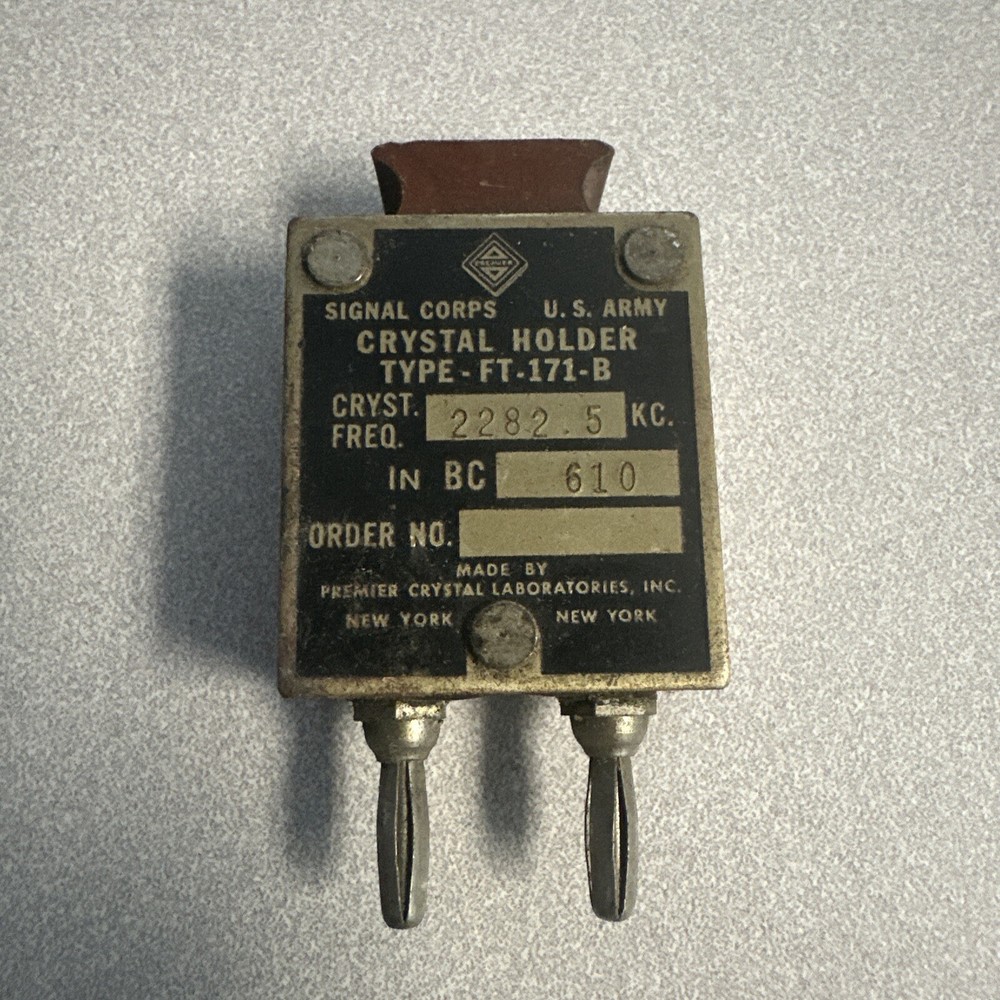 PREMIER
SIGNAL CORPS U.S. ARMY
CRYSTAL HOLDER
TYPE-FT-171-B
CRYST. FREQ. 2282.5 KC.
IN BC 610
ORDER NO.
MADE BY
PREMIER CRYSTAL LABORATORIES, INC.
NEW YORK NEW YORK